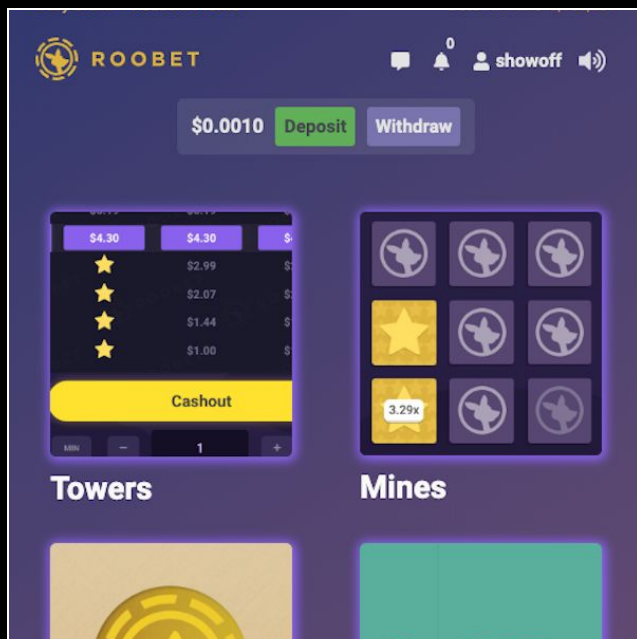 ROOBET
0
showoff
$0.0010 Deposit Withdraw
$4.30 $4.30
$2.99
$2.07
$1.44
$1.00
Cashout
MIN − 1 +
3.29x
Towers
Mines